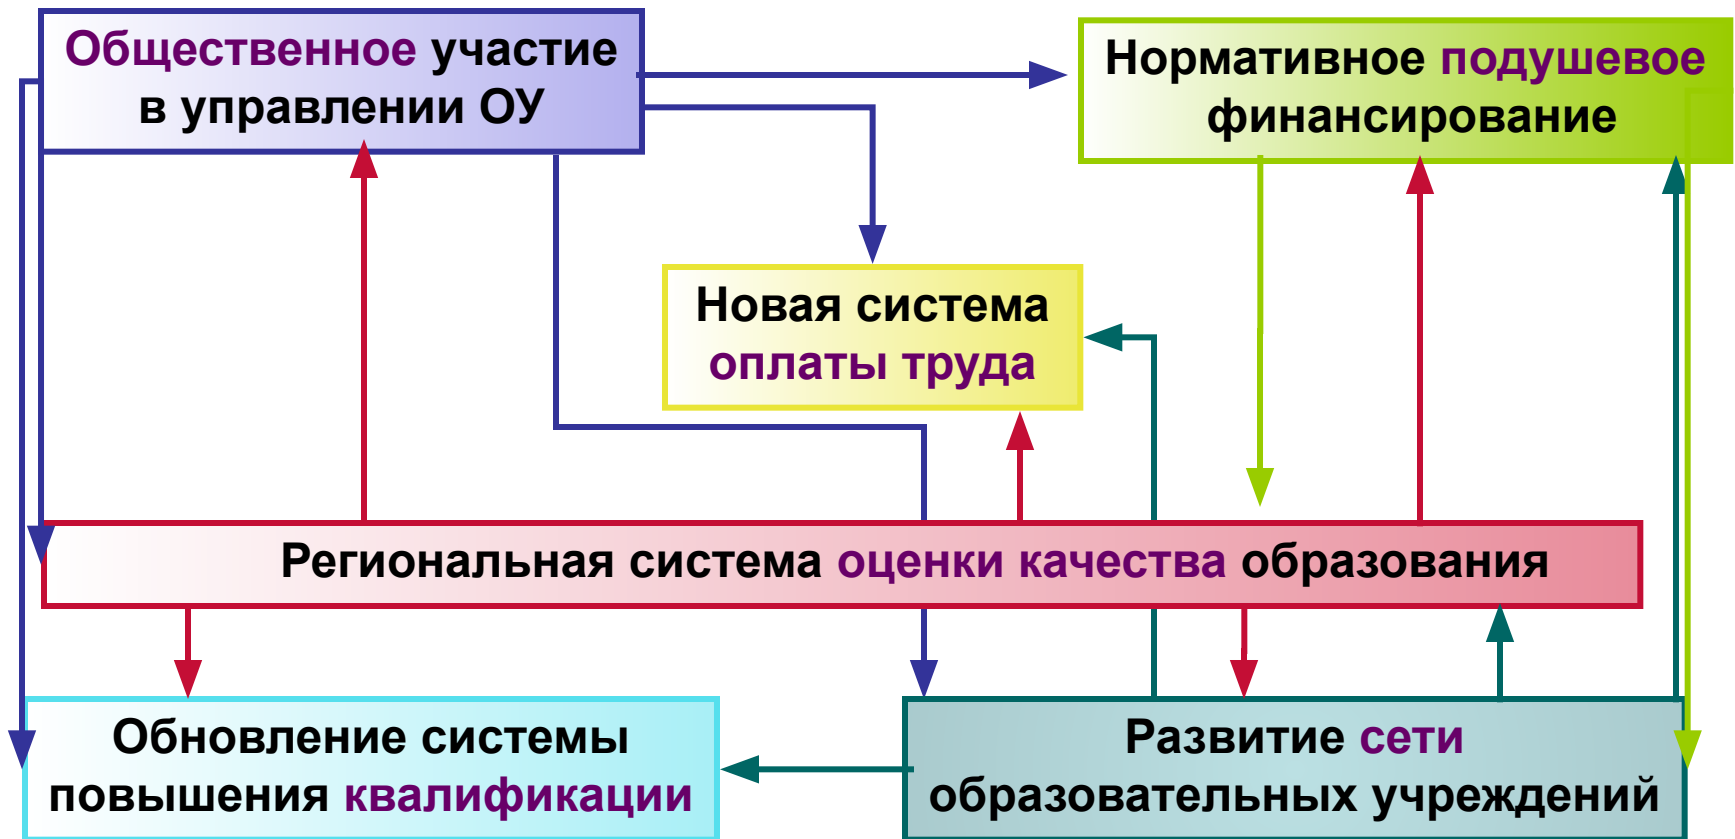 Общественное участие
в управлении ОУ
Нормативное подушевое
финансирование
Новая система
оплаты труда
Региональная система оценки качества образования
Обновление системы
повышения квалификации
Развитие сети
образовательных учреждений